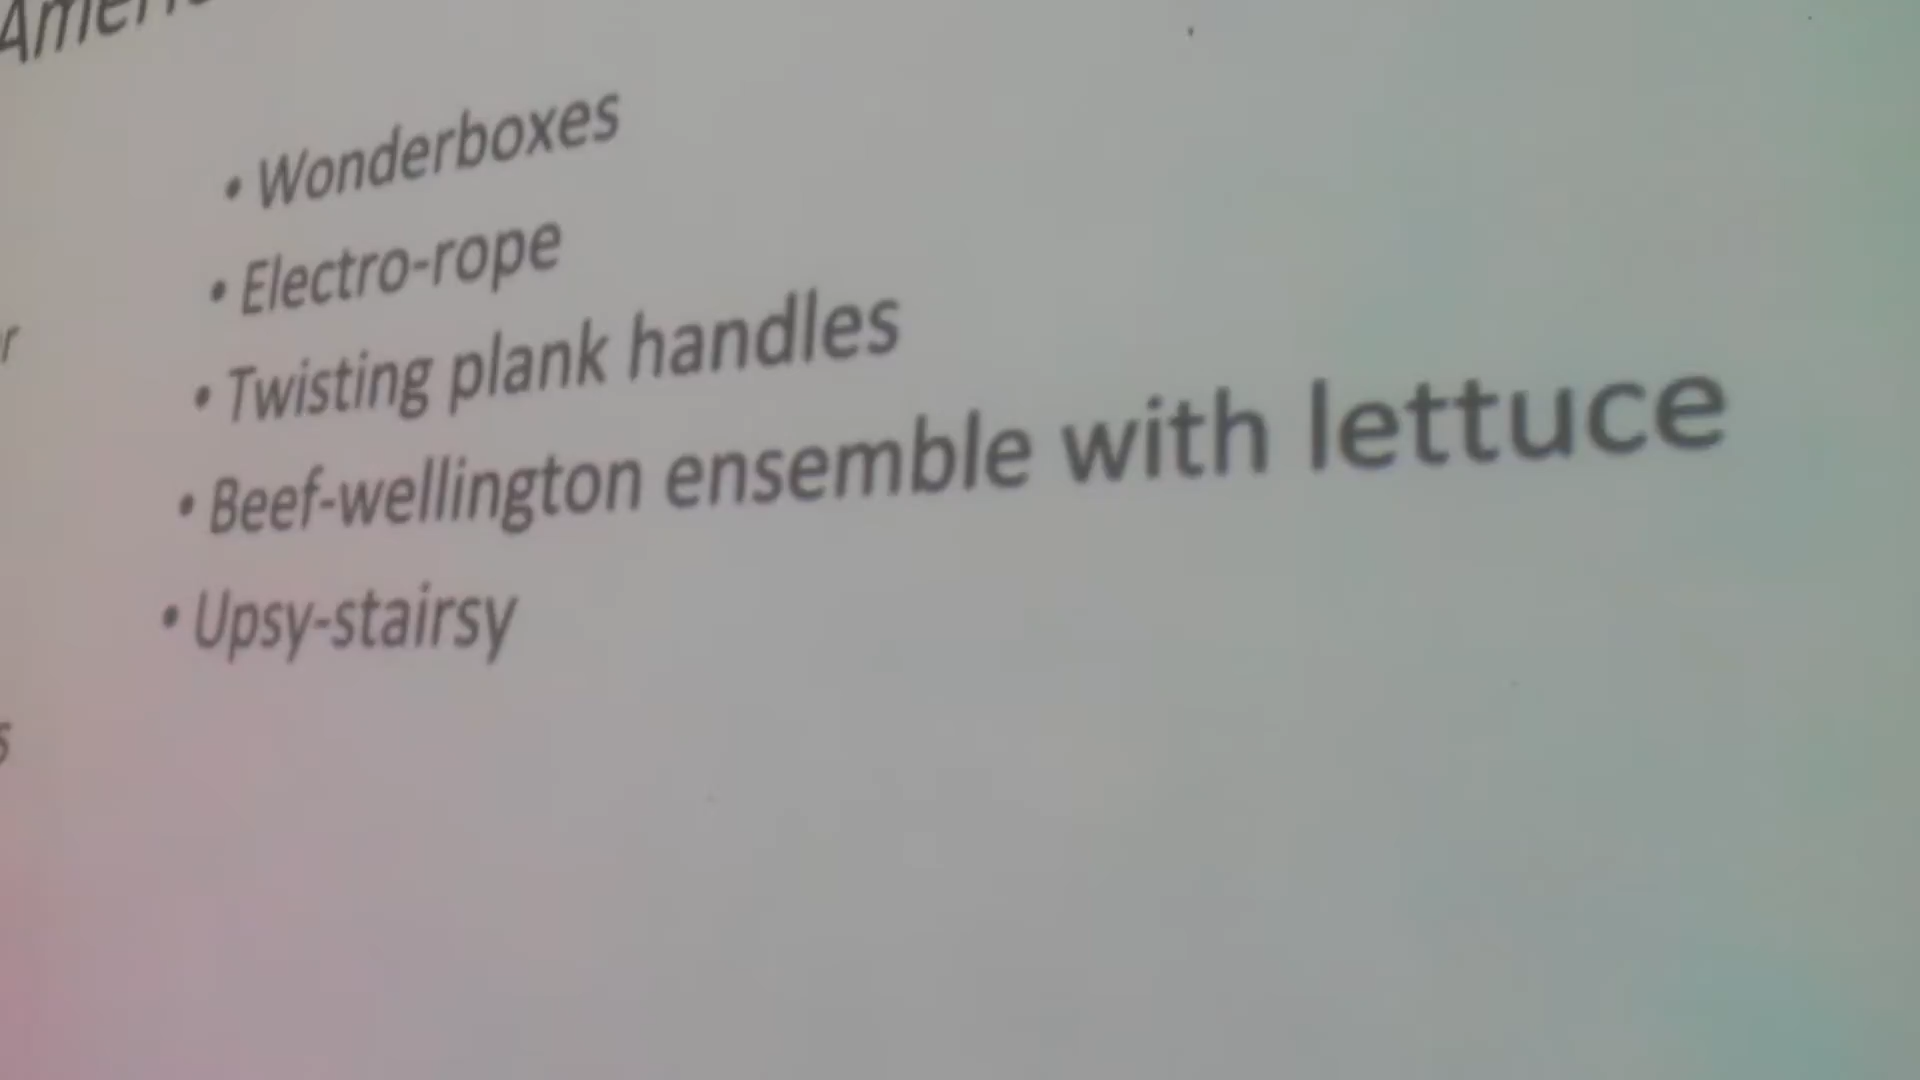 • Wonderboxes
• Electro-rope
• Twisting plank handles
• Beef-wellington ensemble with lettuce
• Upsy-stairsy